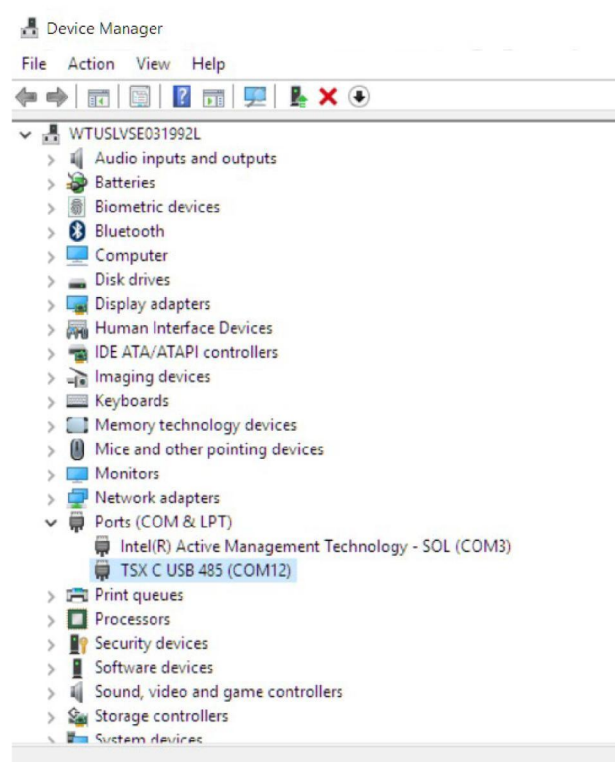 Device Manager
File Action View Help
WTUSLVSE031992L
Audio inputs and outputs
Batteries
Biometric devices
Bluetooth
Computer
Disk drives
Display adapters
Human Interface Devices
IDE ATA/ATAPI controllers
Imaging devices
Keyboards
Memory technology devices
Mice and other pointing devices
Monitors
Network adapters
Ports (COM & LPT)
Intel(R) Active Management Technology - SOL (COM3)
TSX C USB 485 (COM12)
Print queues
Processors
Security devices
Software devices
Sound, video and game controllers
Storage controllers
System devices